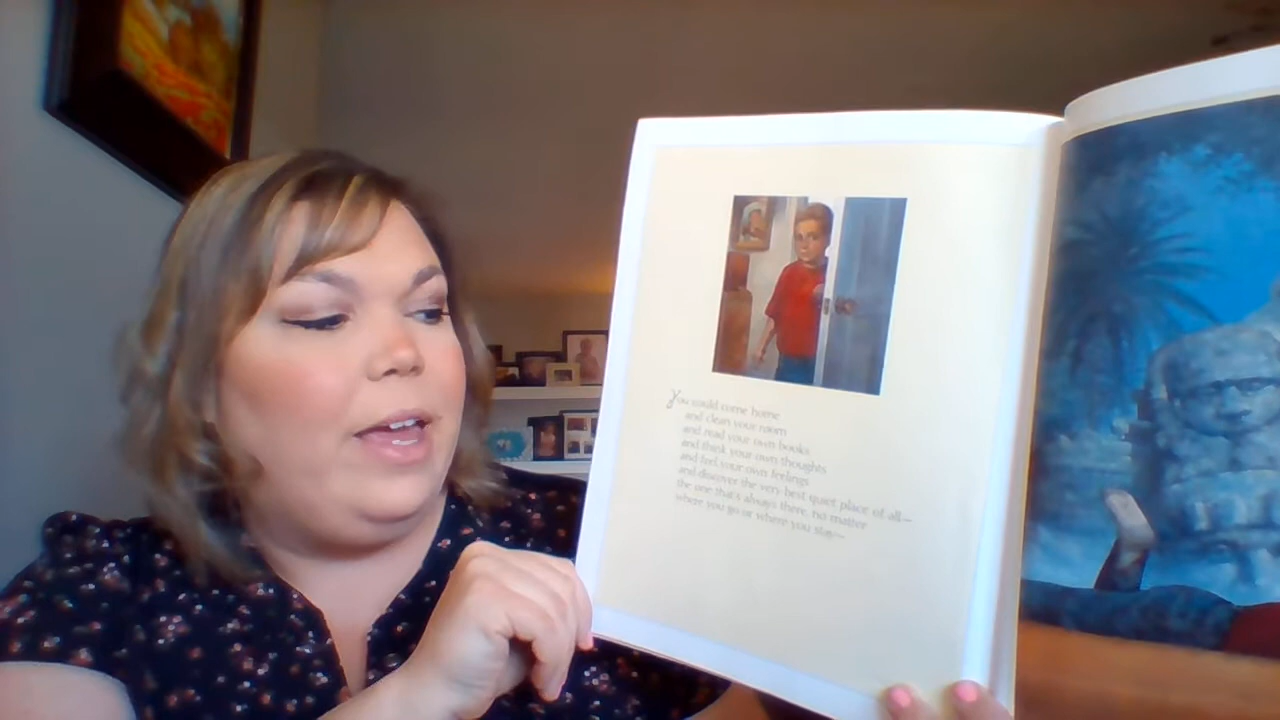 You could come home
and clean your room
and read your own books
and think your own thoughts
and feel your own feelings
and discover the very best quiet place of all—
the one that's always there, no matter
where you go or where you stay—